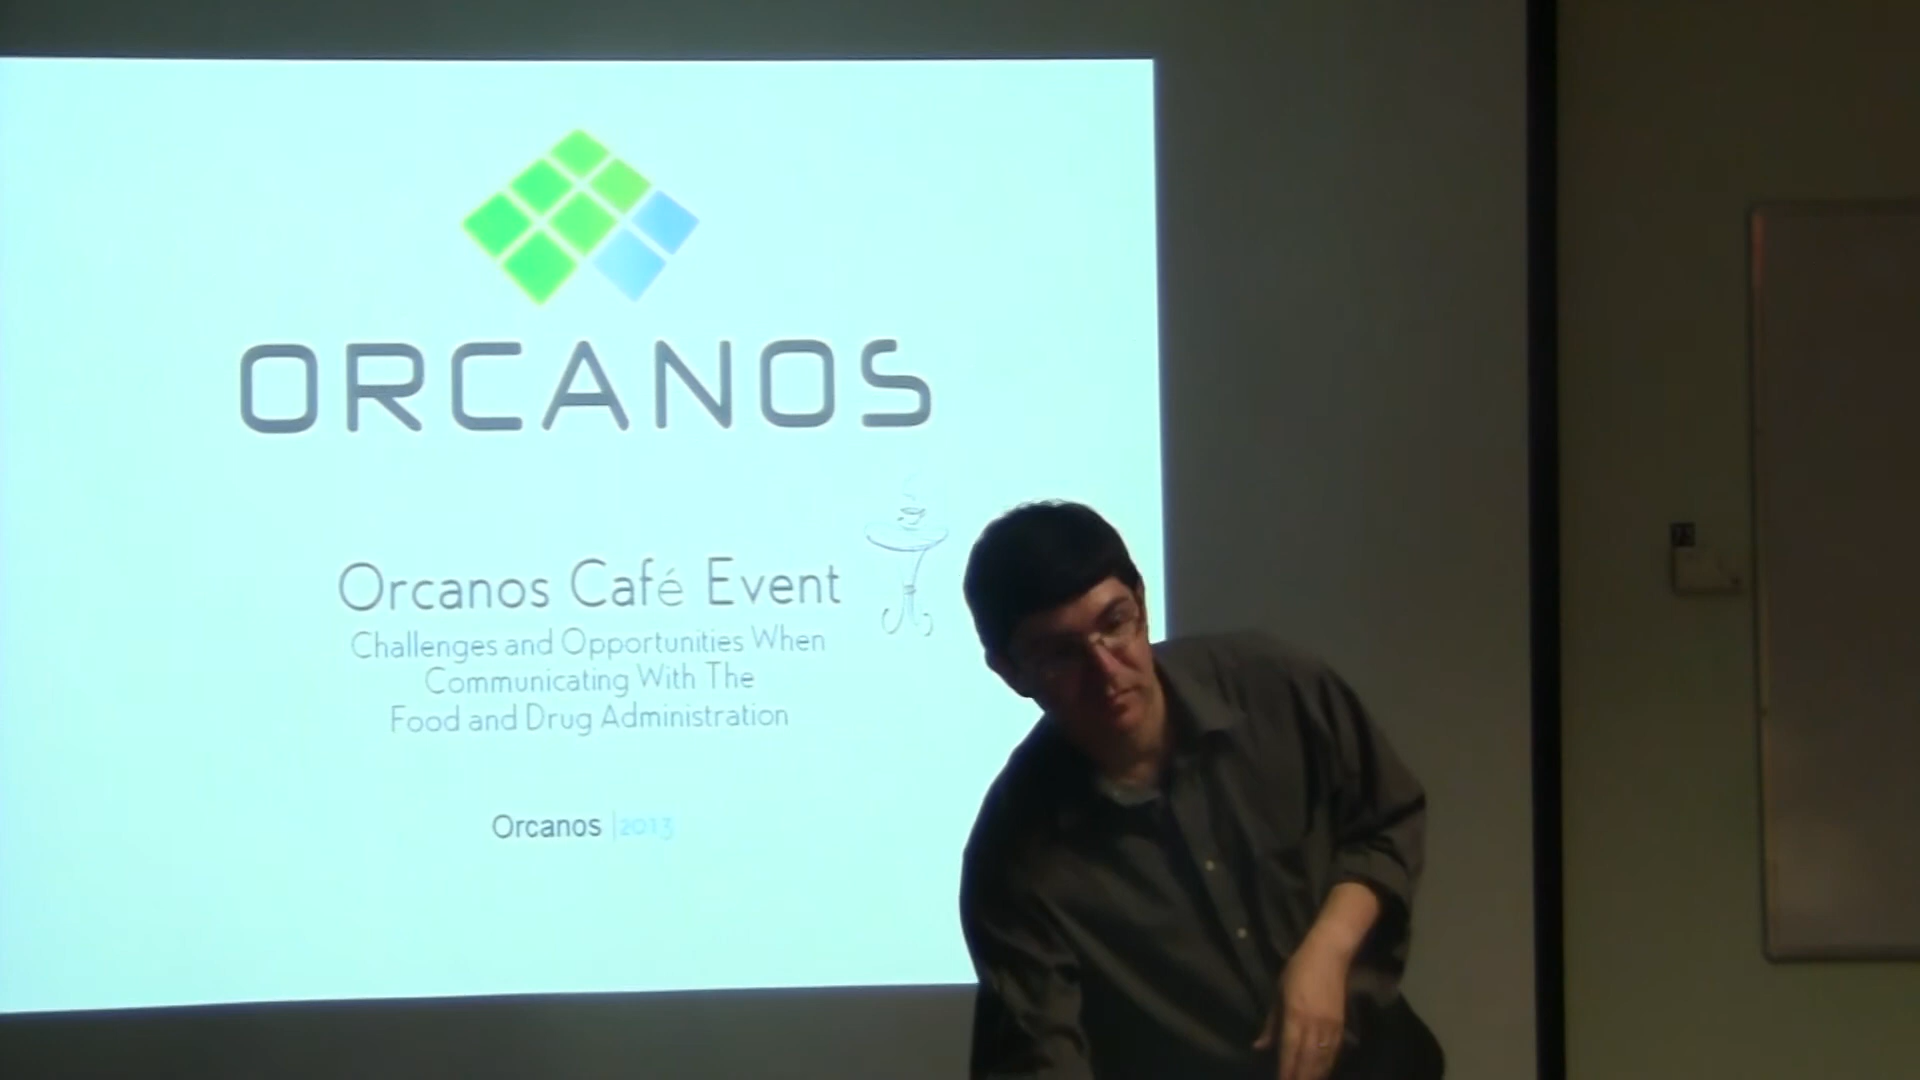 ORCANOS
Orcanos Café Event
Challenges and Opportunities When
Communicating With The
Food and Drug Administration
Orcanos |2013